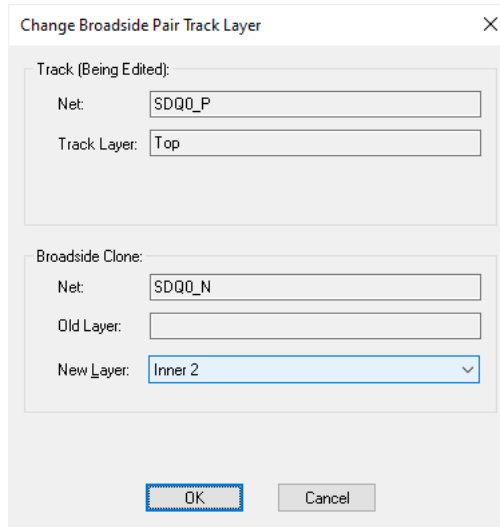 Change Broadside Pair Track Layer
Track (Being Edited):
Net: SDQ0_P
Track Layer: Top
Broadside Clone:
Net: SDQ0_N
Old Layer:
New Layer: Inner 2
OK Cancel